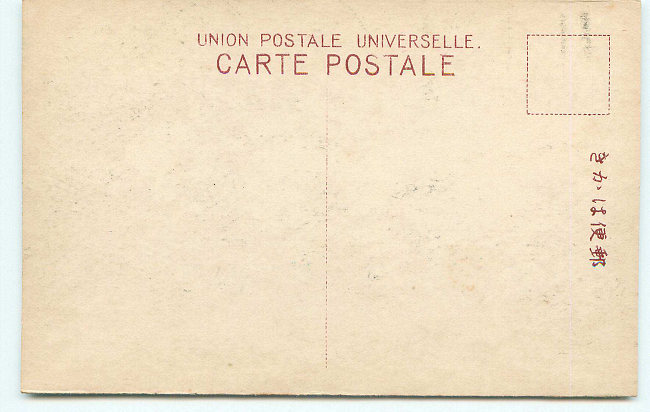 UNION POSTALE UNIVERSELLE.
CARTE POSTALE
郵便はかき